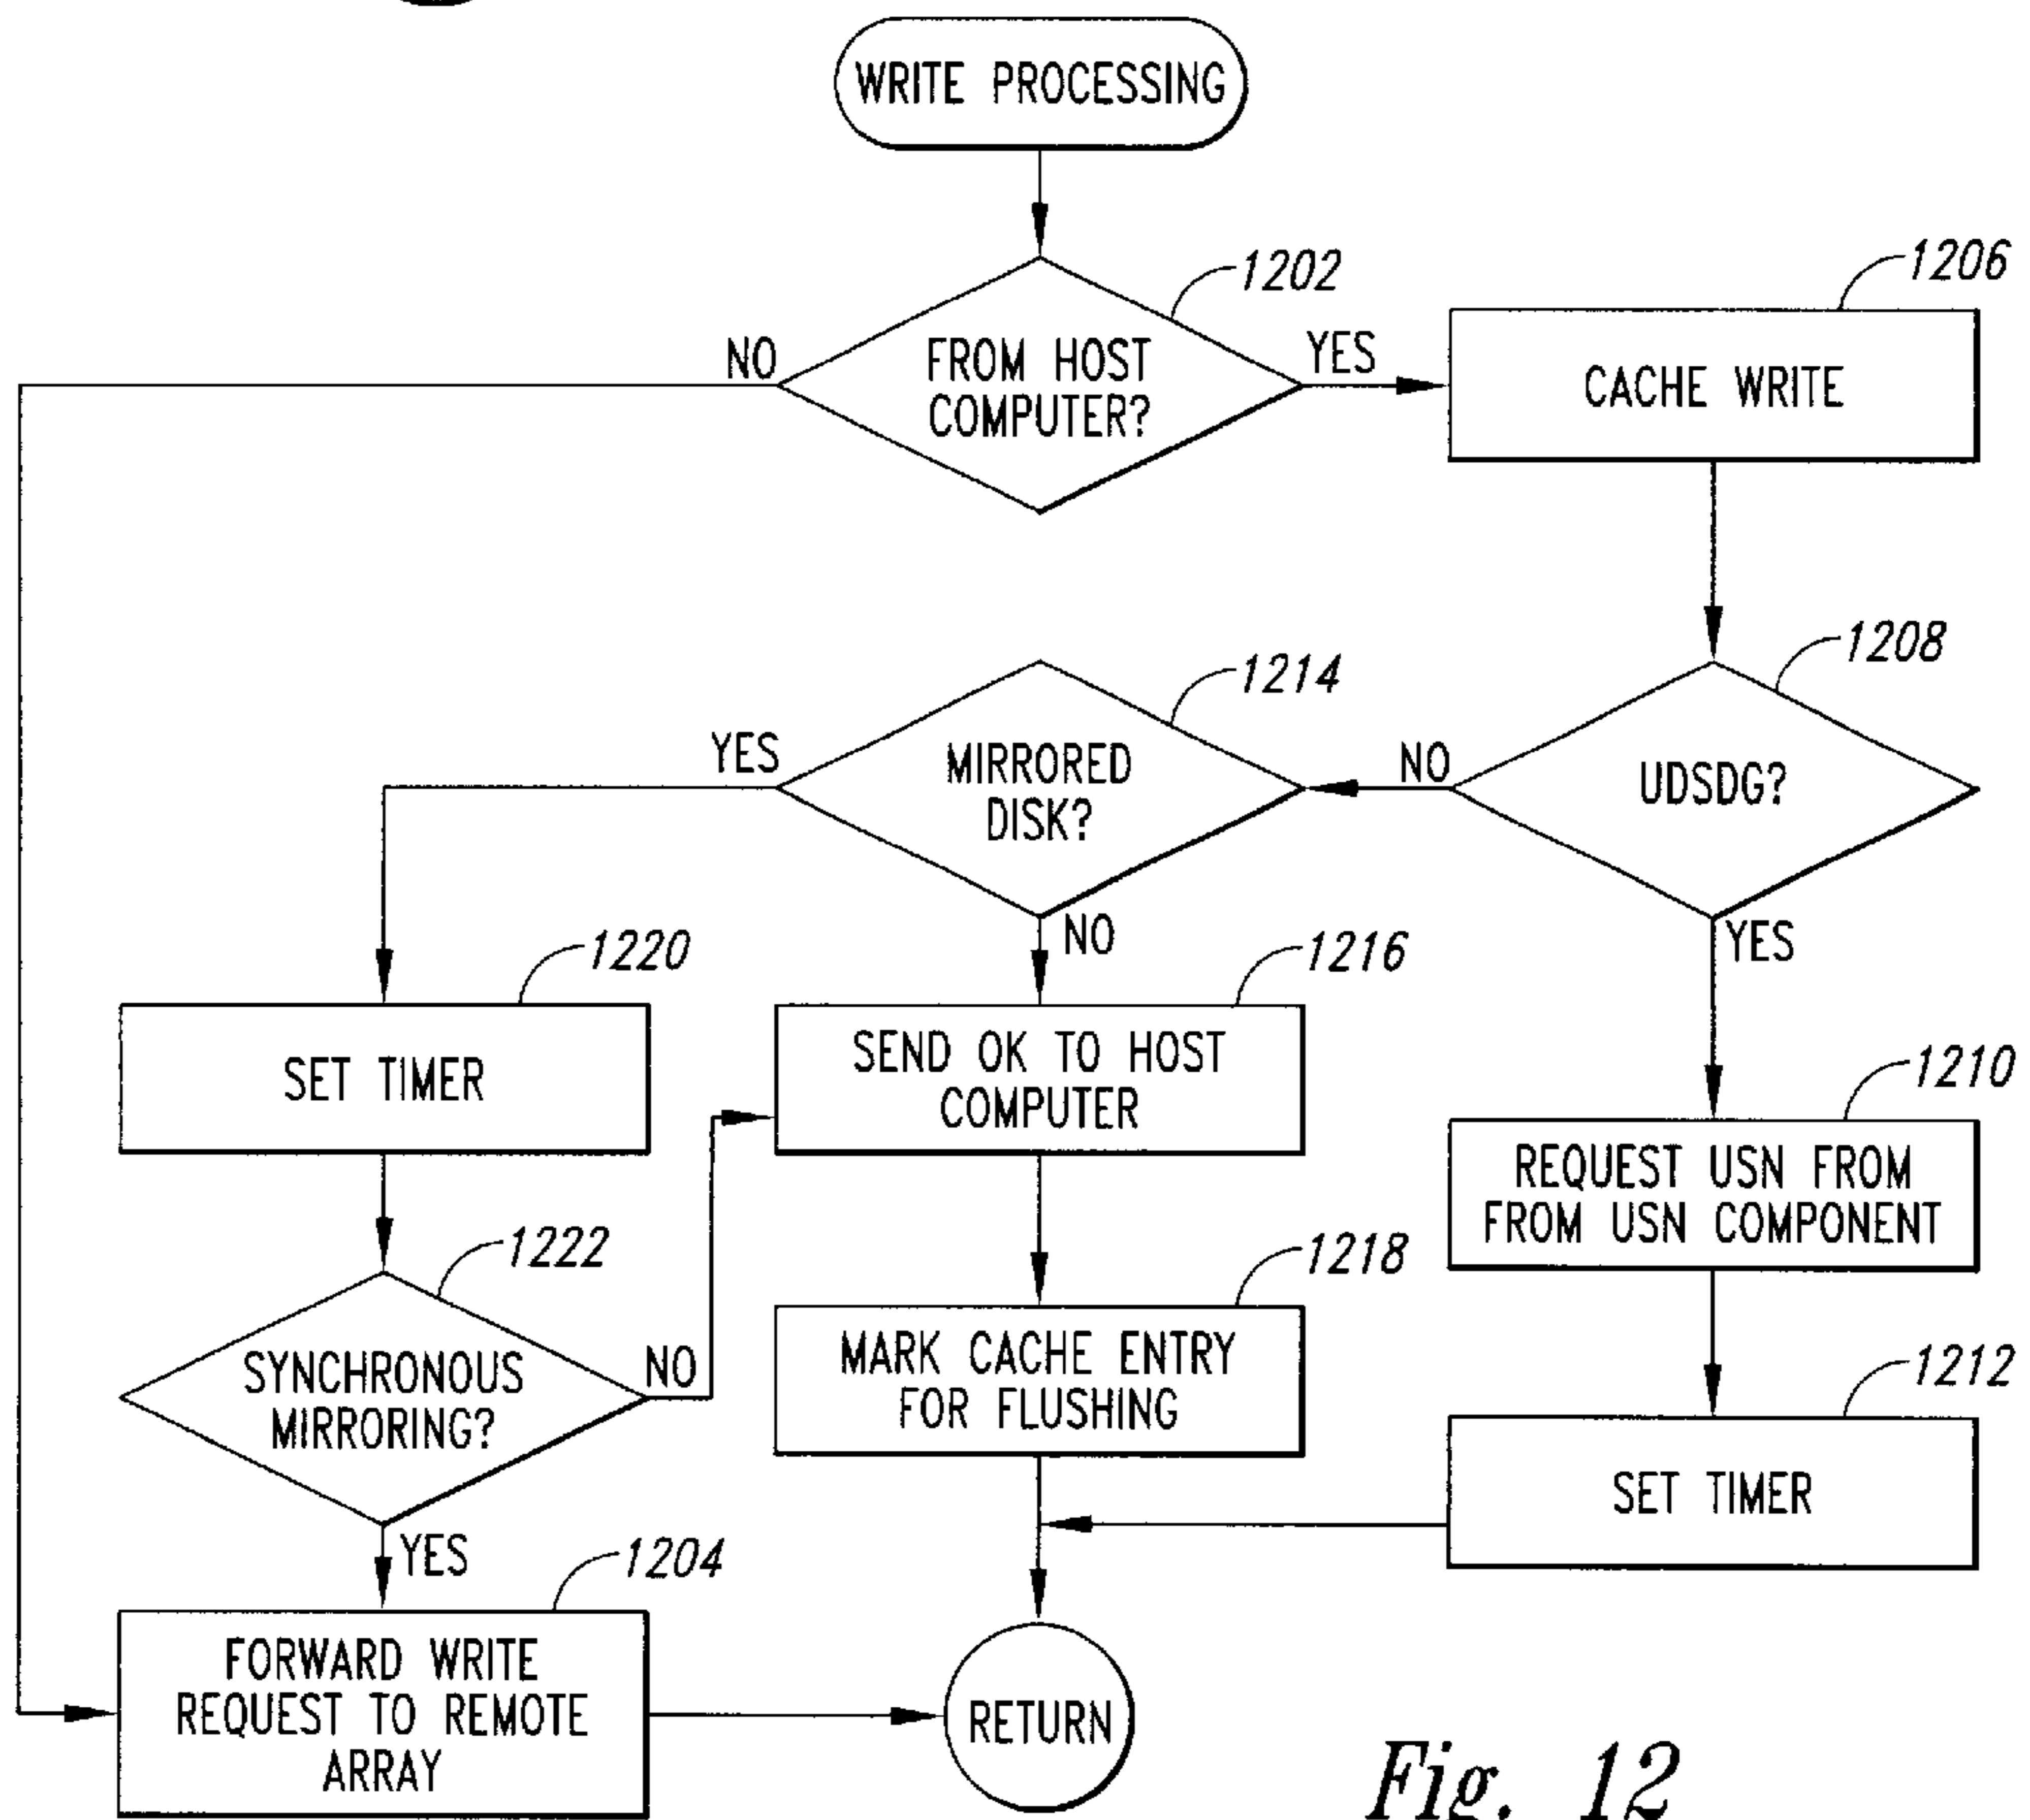 WRITE PROCESSING
1202
FROM HOST
COMPUTER?
NO
YES
1206
CACHE WRITE
1208
UDSDG?
NO
YES
1214
MIRRORED
DISK?
YES
NO
1220
SET TIMER
1216
SEND OK TO HOST
COMPUTER
1210
REQUEST USN FROM
FROM USN COMPONENT
1222
SYNCHRONOUS
MIRRORING?
NO
YES
1218
MARK CACHE ENTRY
FOR FLUSHING
1212
SET TIMER
1204
FORWARD WRITE
REQUEST TO REMOTE
ARRAY
RETURN
Fig. 12